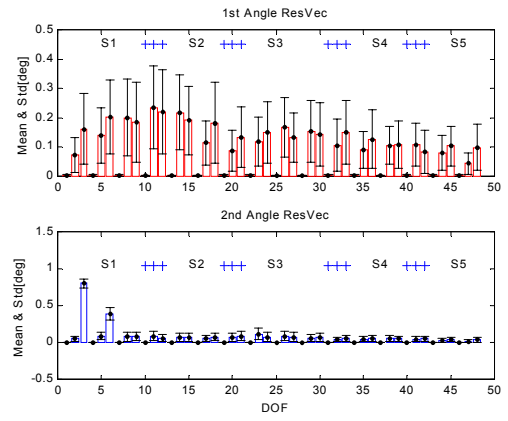 1st Angle ResVec
Mean & Std[deg]
0.5
0.4
0.3
0.2
0.1
0
S1 S2 S3 S4 S5
0 5 10 15 20 25 30 35 40 45 50
2nd Angle ResVec
Mean & Std[deg]
1.5
1
0.5
0
-0.5
S1 S2 S3 S4 S5
0 5 10 15 20 25 30 35 40 45 50
DOF